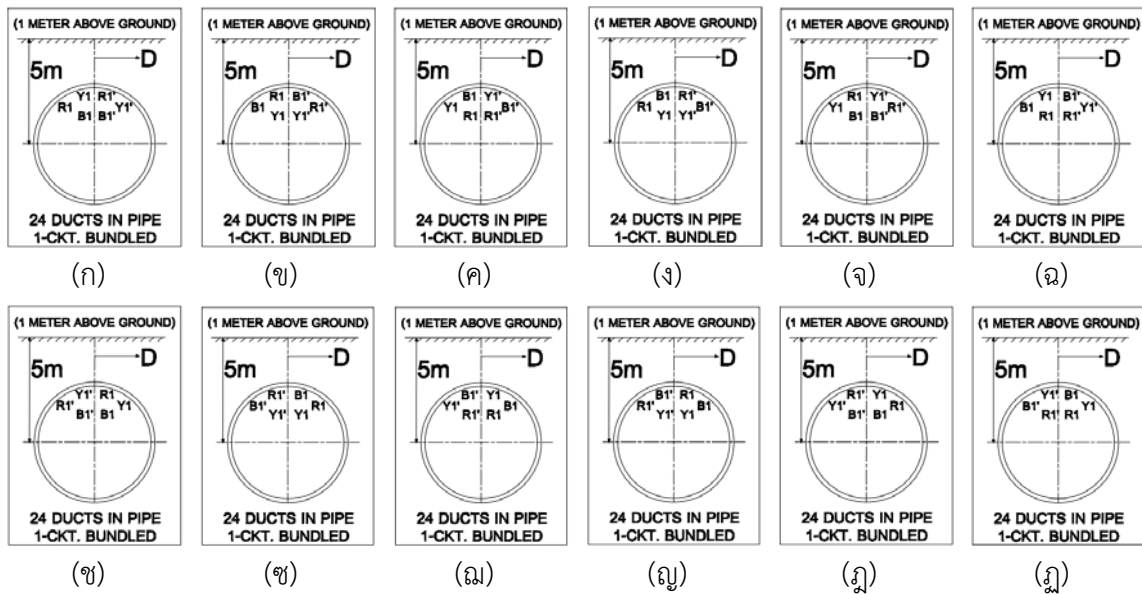 (1 METER ABOVE GROUND)
D
5m
Y1 R1'
R1 Y1'
B1 B1'
24 DUCTS IN PIPE
1-CKT. BUNDLED
(ก)
(1 METER ABOVE GROUND)
D
5m
R1 B1'
B1 R1'
Y1 Y1'
24 DUCTS IN PIPE
1-CKT. BUNDLED
(ข)
(1 METER ABOVE GROUND)
D
5m
B1 Y1'
Y1 B1'
R1 R1'
24 DUCTS IN PIPE
1-CKT. BUNDLED
(ค)
(1 METER ABOVE GROUND)
D
5m
B1 R1'
R1 B1'
Y1 Y1'
24 DUCTS IN PIPE
1-CKT. BUNDLED
(ง)
(1 METER ABOVE GROUND)
D
5m
R1 Y1'
Y1 R1'
B1 B1'
24 DUCTS IN PIPE
1-CKT. BUNDLED
(จ)
(1 METER ABOVE GROUND)
D
5m
Y1 B1'
B1 Y1'
R1 R1'
24 DUCTS IN PIPE
1-CKT. BUNDLED
(ฉ)
(1 METER ABOVE GROUND)
D
5m
Y1' R1
R1' Y1
B1' B1
24 DUCTS IN PIPE
1-CKT. BUNDLED
(ช)
(1 METER ABOVE GROUND)
D
5m
R1' B1
B1' R1
Y1' Y1
24 DUCTS IN PIPE
1-CKT. BUNDLED
(ซ)
(1 METER ABOVE GROUND)
D
5m
B1' Y1
Y1' B1
R1' R1
24 DUCTS IN PIPE
1-CKT. BUNDLED
(ฌ)
(1 METER ABOVE GROUND)
D
5m
B1' R1
R1' B1
Y1' Y1
24 DUCTS IN PIPE
1-CKT. BUNDLED
(ญ)
(1 METER ABOVE GROUND)
D
5m
R1' Y1
Y1' R1
B1' B1
24 DUCTS IN PIPE
1-CKT. BUNDLED
(ฎ)
(1 METER ABOVE GROUND)
D
5m
Y1' B1
B1' Y1
R1' R1
24 DUCTS IN PIPE
1-CKT. BUNDLED
(ฏ)